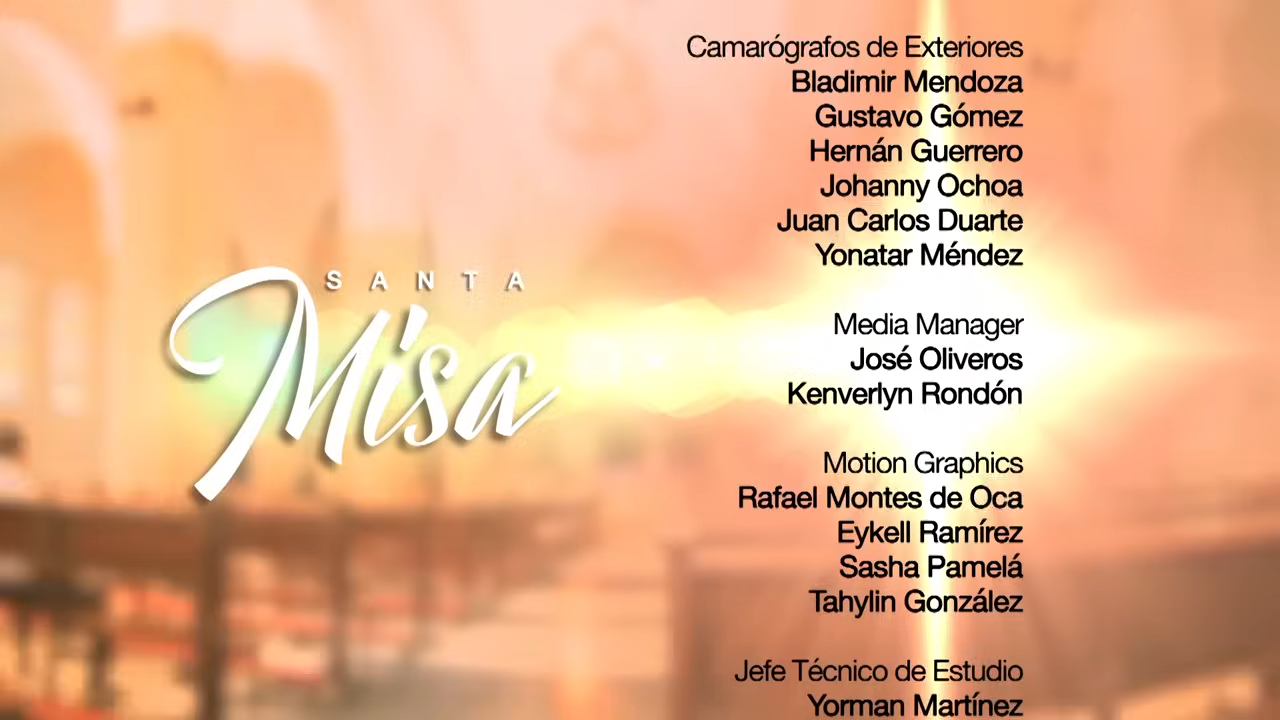 SANTA
Misa
Camarógrafos de Exteriores
Bladimir Mendoza
Gustavo Gómez
Hernán Guerrero
Johanny Ochoa
Juan Carlos Duarte
Yonatar Méndez
Media Manager
José Oliveros
Kenverlyn Rondón
Motion Graphics
Rafael Montes de Oca
Eykell Ramírez
Sasha Pamelá
Tahylin González
Jefe Técnico de Estudio
Yorman Martínez